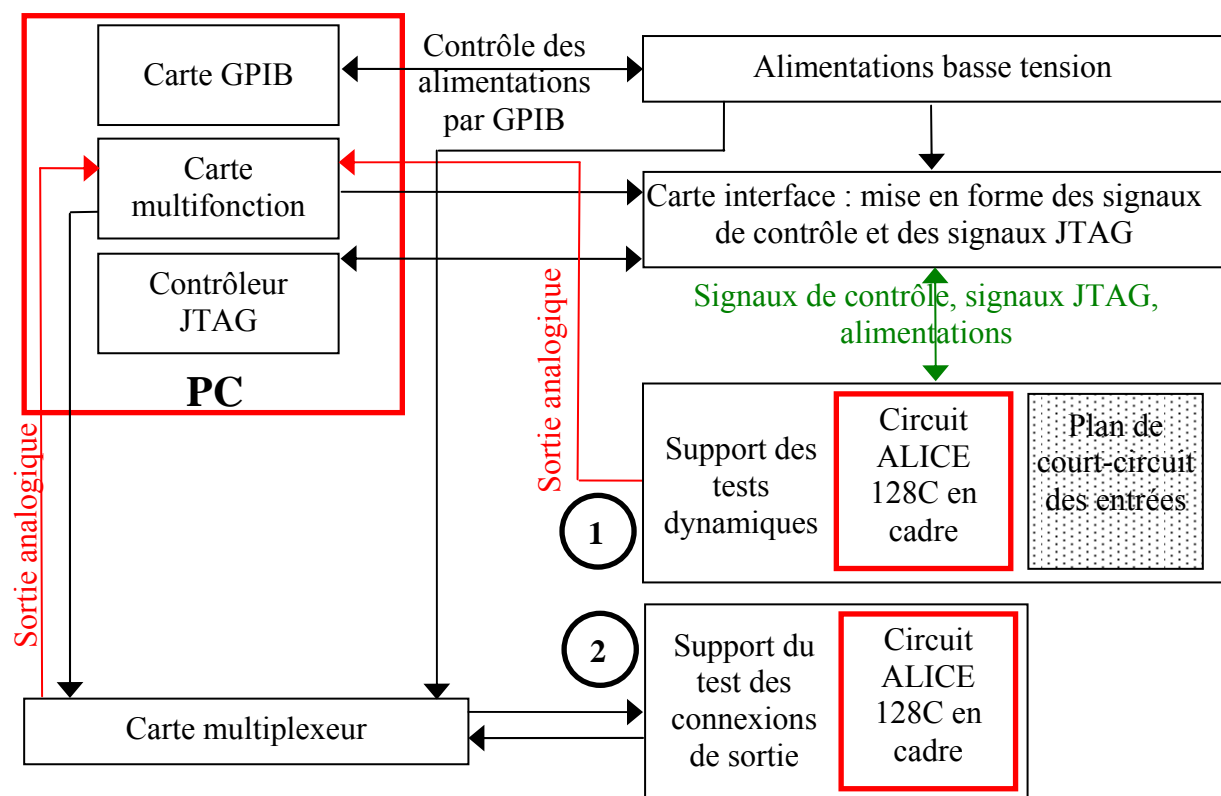 Carte GPIB
Contrôle des
alimentations
par GPIB
Alimentations basse tension
Carte
multifonction
Carte interface : mise en forme des signaux
de contrôle et des signaux JTAG
Contrôleur
JTAG
PC
Signaux de contrôle, signaux JTAG,
alimentations
Sortie analogique
Sortie analogique
1
Support des
tests
dynamiques
Circuit
ALICE
128C en
cadre
Plan de
court-circuit
des entrées
2
Support du
test des
connexions
de sortie
Circuit
ALICE
128C en
cadre
Carte multiplexeur